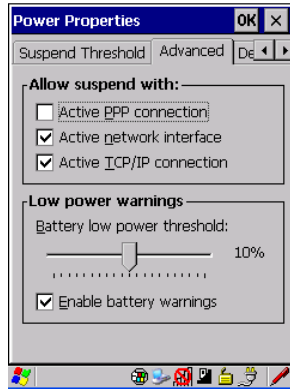 Power Properties OK ×
Suspend Threshold Advanced De
Allow suspend with:
Active PPP connection
Active network interface
Active TCP/IP connection
Low power warnings
Battery low power threshold:
10%
Enable battery warnings